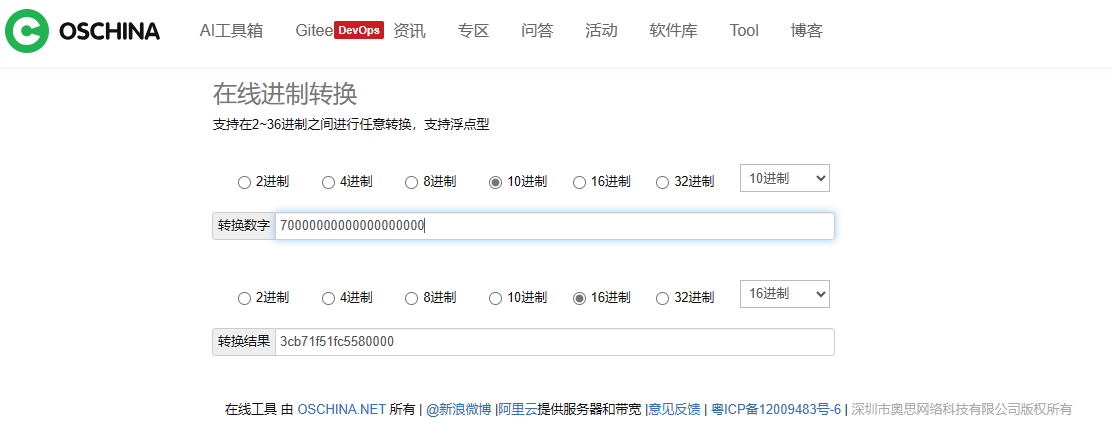 OSCHINA AI工具箱 Gitee DevOps 资讯 专区 问答 活动 软件库 Tool 博客
在线进制转换
支持在2~36进制之间进行任意转换，支持浮点型
2进制 4进制 8进制 10进制 16进制 32进制 10进制
转换数字 70000000000000000000
2进制 4进制 8进制 10进制 16进制 32进制 16进制
转换结果 3cb71f51fc5580000
在线工具 由 OSCHINA.NET 所有 | @新浪微博 |阿里云提供服务器和带宽 |意见反馈 | 粤ICP备12009483号-6 | 深圳市奥思网络科技有限公司版权所有